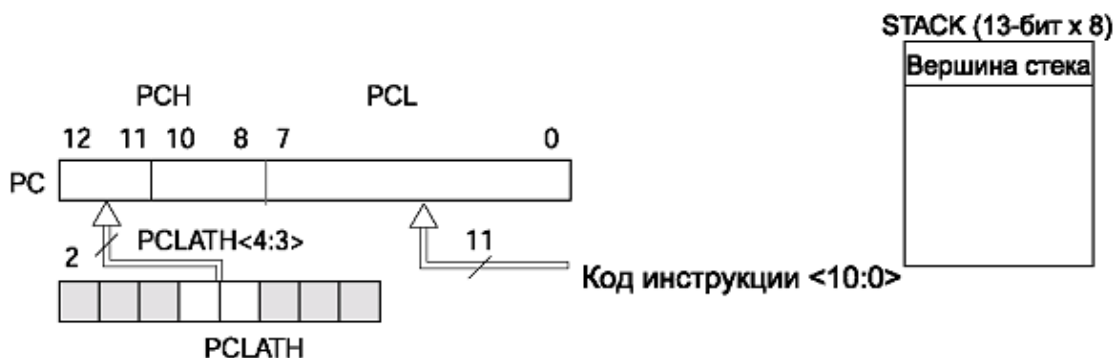 STACK (13-бит x 8)
Вершина стека
PCH PCL
12 11 10 8 7 0
PC
2 PCLATH<4:3> 11
Код инструкции <10:0>
PCLATH